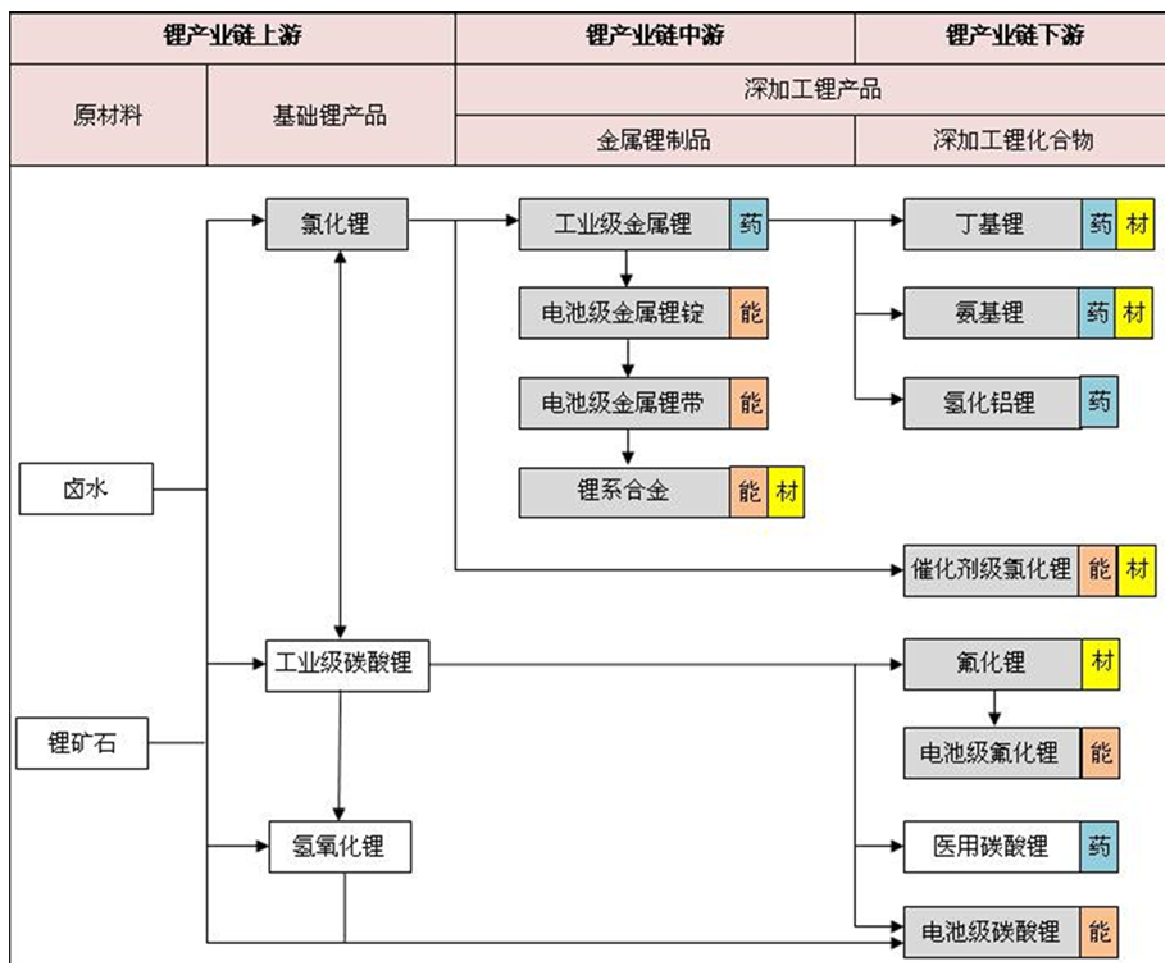 锂产业链上游 锂产业链中游 锂产业链下游
原材料 基础锂产品 深加工锂产品
金属锂制品 深加工锂化合物
氯化锂 工业级金属锂 药 丁基锂 药 材
电池级金属锂锭 能 氨基锂 药 材
电池级金属锂带 能 氢化铝锂 药
卤水 锂系合金 能 材
催化剂级氯化锂 能 材
工业级碳酸锂 氟化锂 材
锂矿石 电池级氟化锂 能
氢氧化锂 医用碳酸锂 药
电池级碳酸锂 能